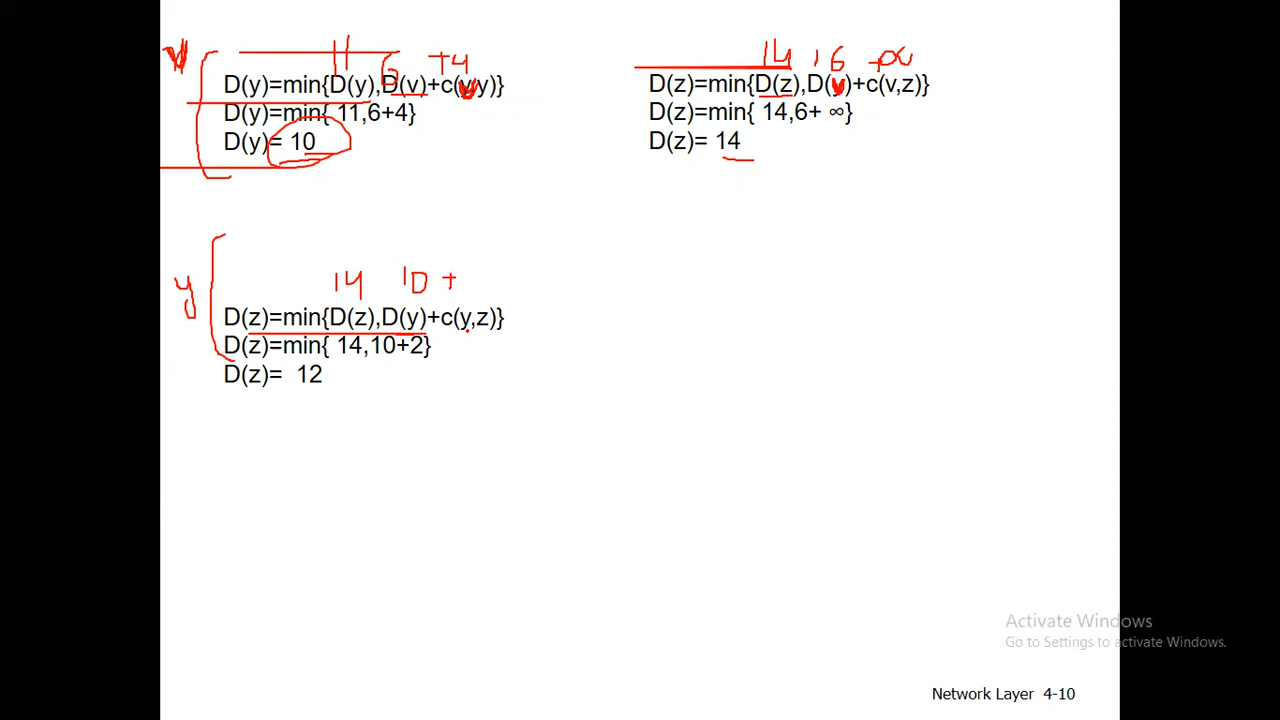 v 11 6 +4
D(y)=min{D(y),D(v)+c(v,y)}
D(y)=min{ 11,6+4}
D(y)= 10
14 , 6 +∞
D(z)=min{D(z),D(v)+c(v,z)}
D(z)=min{ 14,6+ ∞}
D(z)= 14
y 14 10 +
D(z)=min{D(z),D(y)+c(y,z)}
D(z)=min{ 14,10+2}
D(z)= 12
Activate Windows
Go to Settings to activate Windows.
Network Layer 4-10